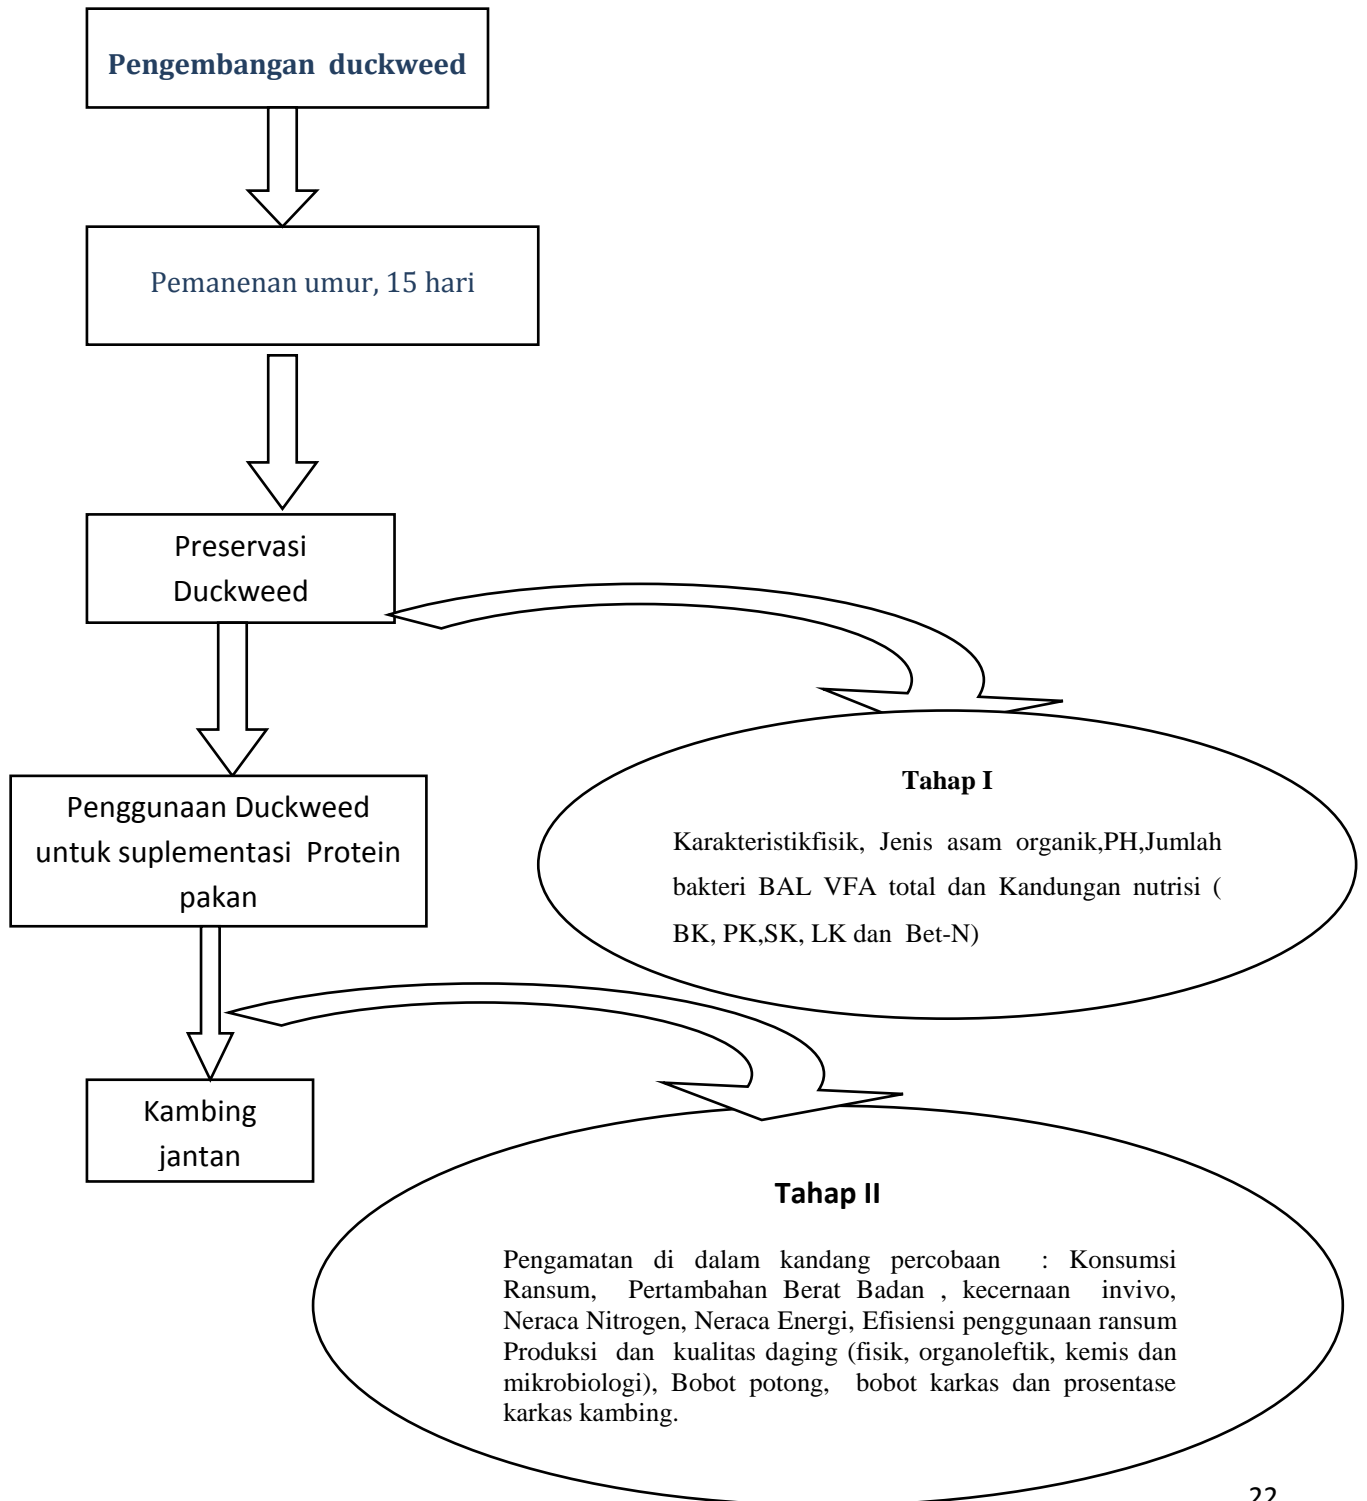 Pengembangan duckweed
Pemanenan umur, 15 hari
Preservasi
Duckweed
Penggunaan Duckweed
untuk suplementasi Protein
pakan
Tahap I
Karakteristikfisik, Jenis asam organik,PH,Jumlah
bakteri BAL VFA total dan Kandungan nutrisi (
BK, PK,SK, LK dan Bet-N)
Kambing
jantan
Tahap II
Pengamatan di dalam kandang percobaan : Konsumsi
Ransum, Pertambahan Berat Badan , kecernaan invivo,
Neraca Nitrogen, Neraca Energi, Efisiensi penggunaan ransum
Produksi dan kualitas daging (fisik, organoleftik, kemis dan
mikrobiologi), Bobot potong, bobot karkas dan prosentase
karkas kambing.
22